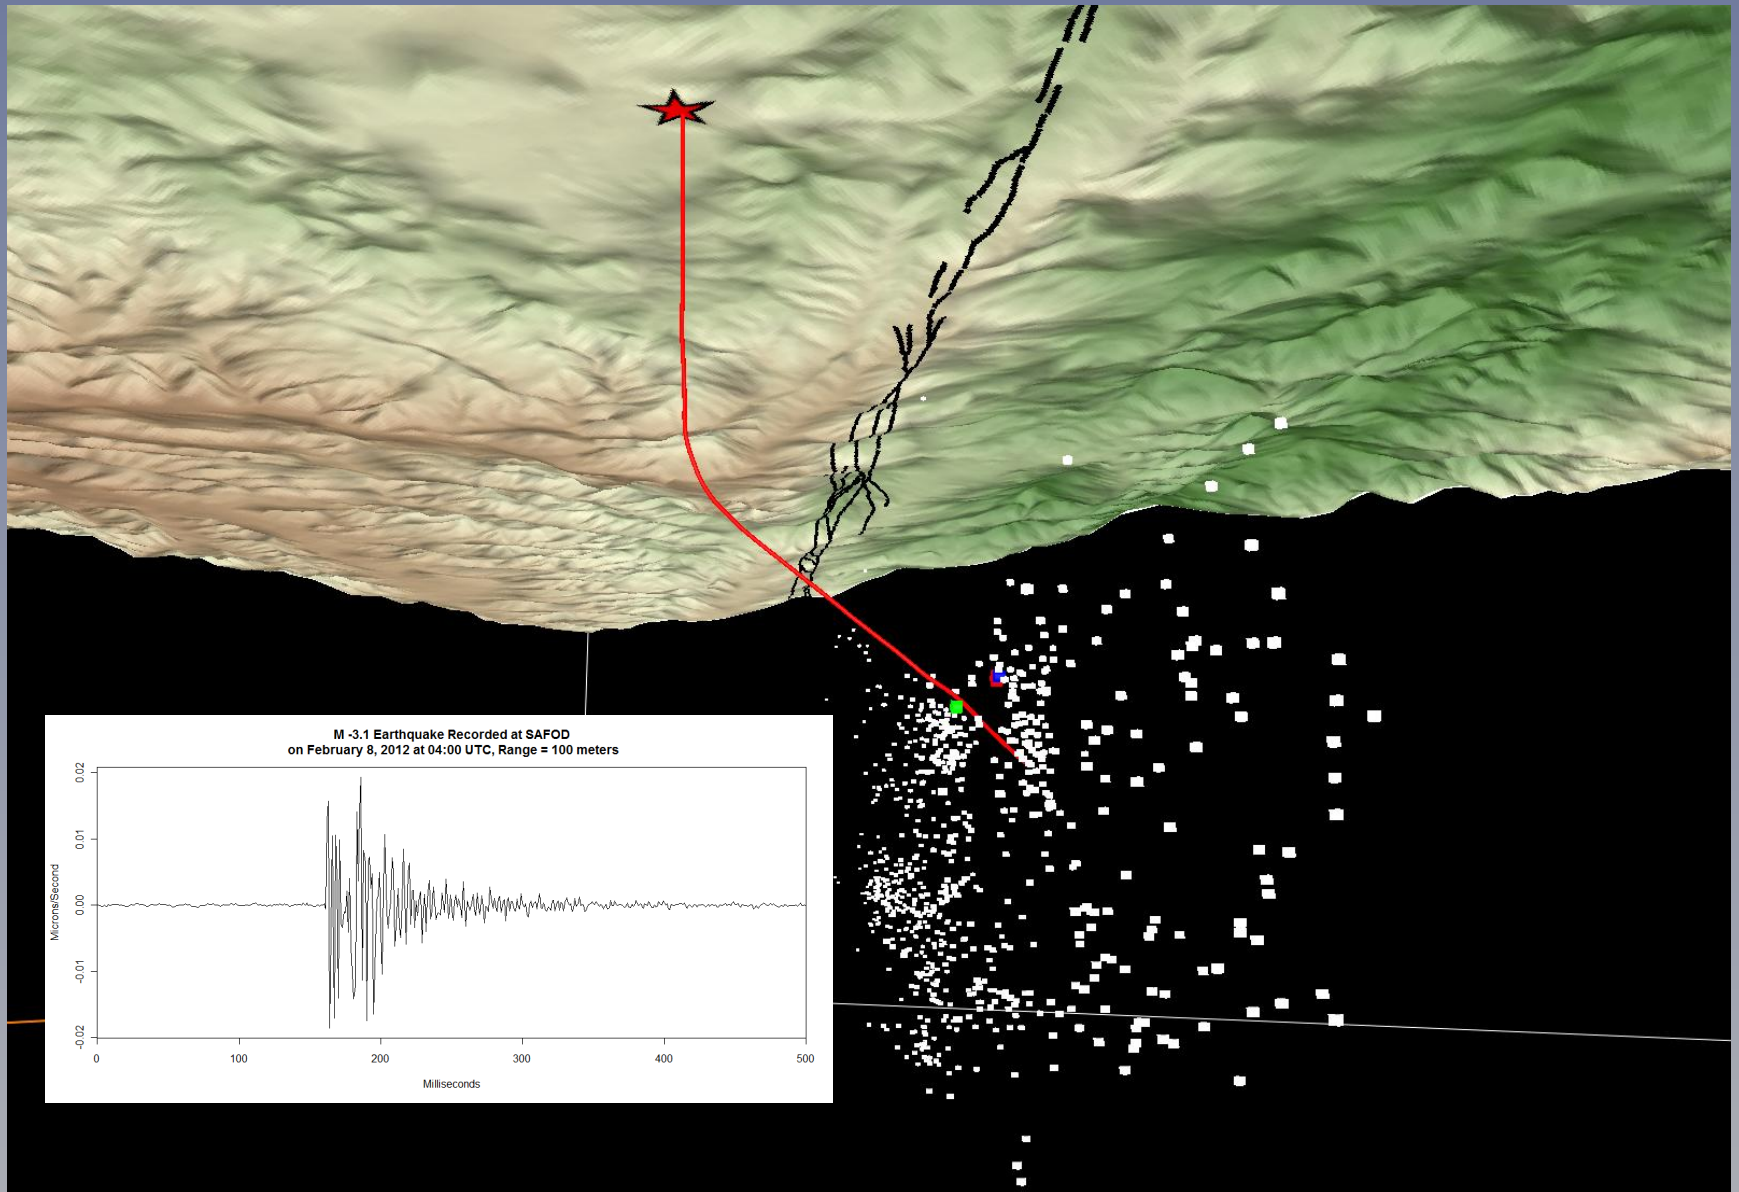 M -3.1 Earthquake Recorded at SAFOD
on February 8, 2012 at 04:00 UTC, Range = 100 meters
0.02
0.01
0.00
-0.01
-0.02
Microns/Second
0 100 200 300 400 500
Milliseconds